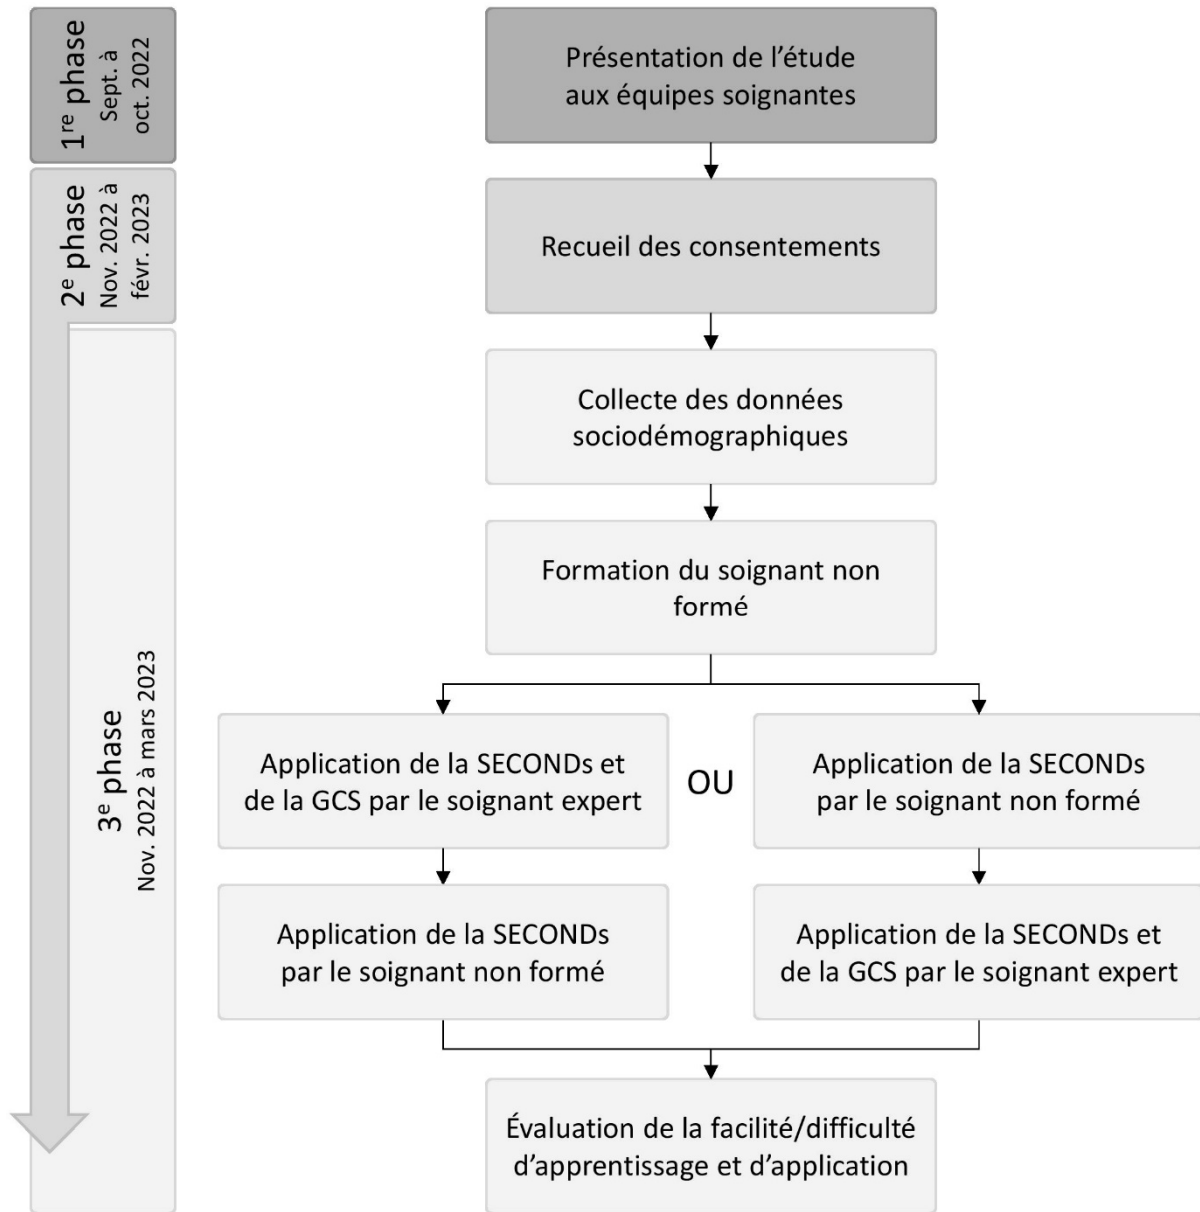 1re phase
Sept. à
oct. 2022
Présentation de l’étude
aux équipes soignantes
2e phase
Nov. 2022 à
févr. 2023
Recueil des consentements
3e phase
Nov. 2022 à mars 2023
Collecte des données
sociodémographiques
Formation du soignant non
formé
Application de la SECONDs et
de la GCS par le soignant expert
OU
Application de la SECONDs
par le soignant non formé
Application de la SECONDs
par le soignant non formé
Application de la SECONDs et
de la GCS par le soignant expert
Évaluation de la facilité/difficulté
d’apprentissage et d’application